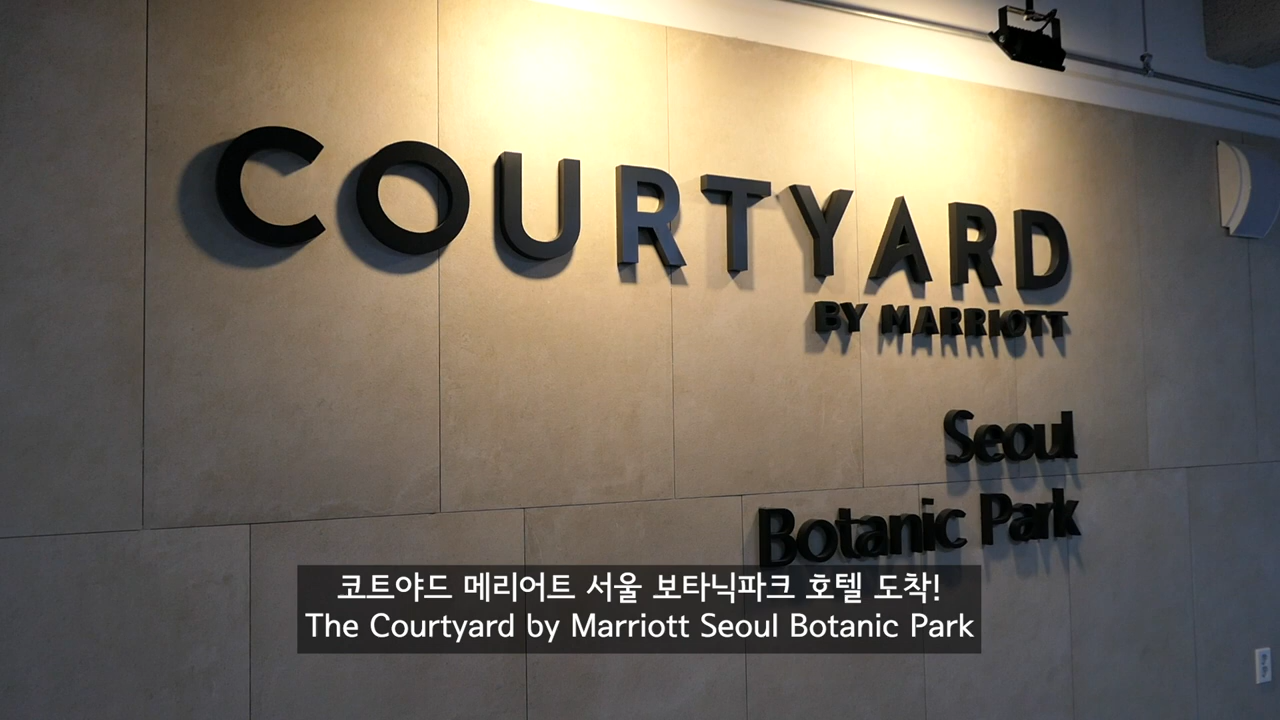 COURTYARD
BY MARRIOTT
Seoul
Botanic Park
코트야드 메리어트 서울 보타닉파크 호텔 도착!
The Courtyard by Marriott Seoul Botanic Park